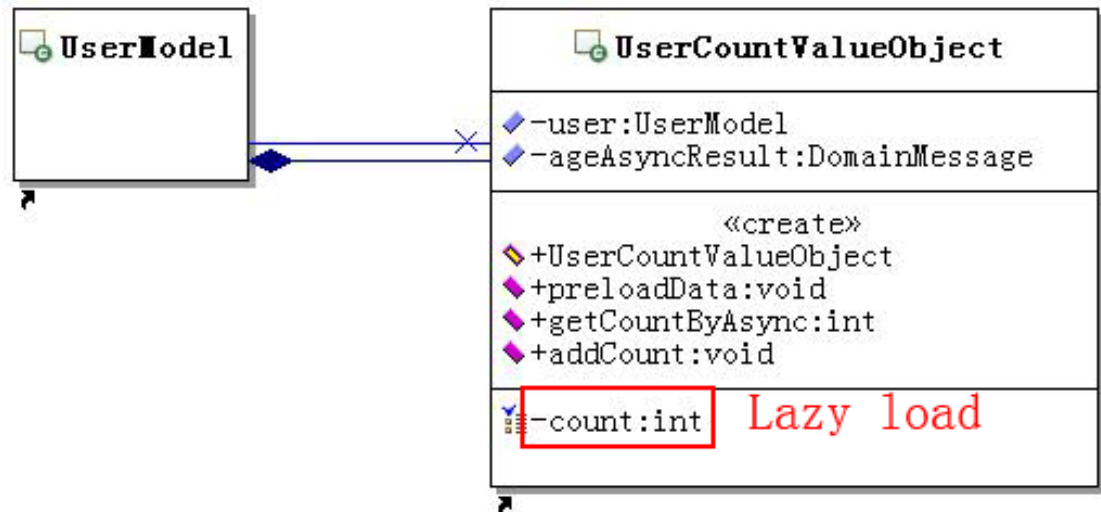 UserModel
UserCountValueObject
-user:UserModel
-ageAsyncResult:DomainMessage
«create»
+UserCountValueObject
+preloadData:void
+getCountByAsync:int
+addCount:void
-count:int
Lazy load